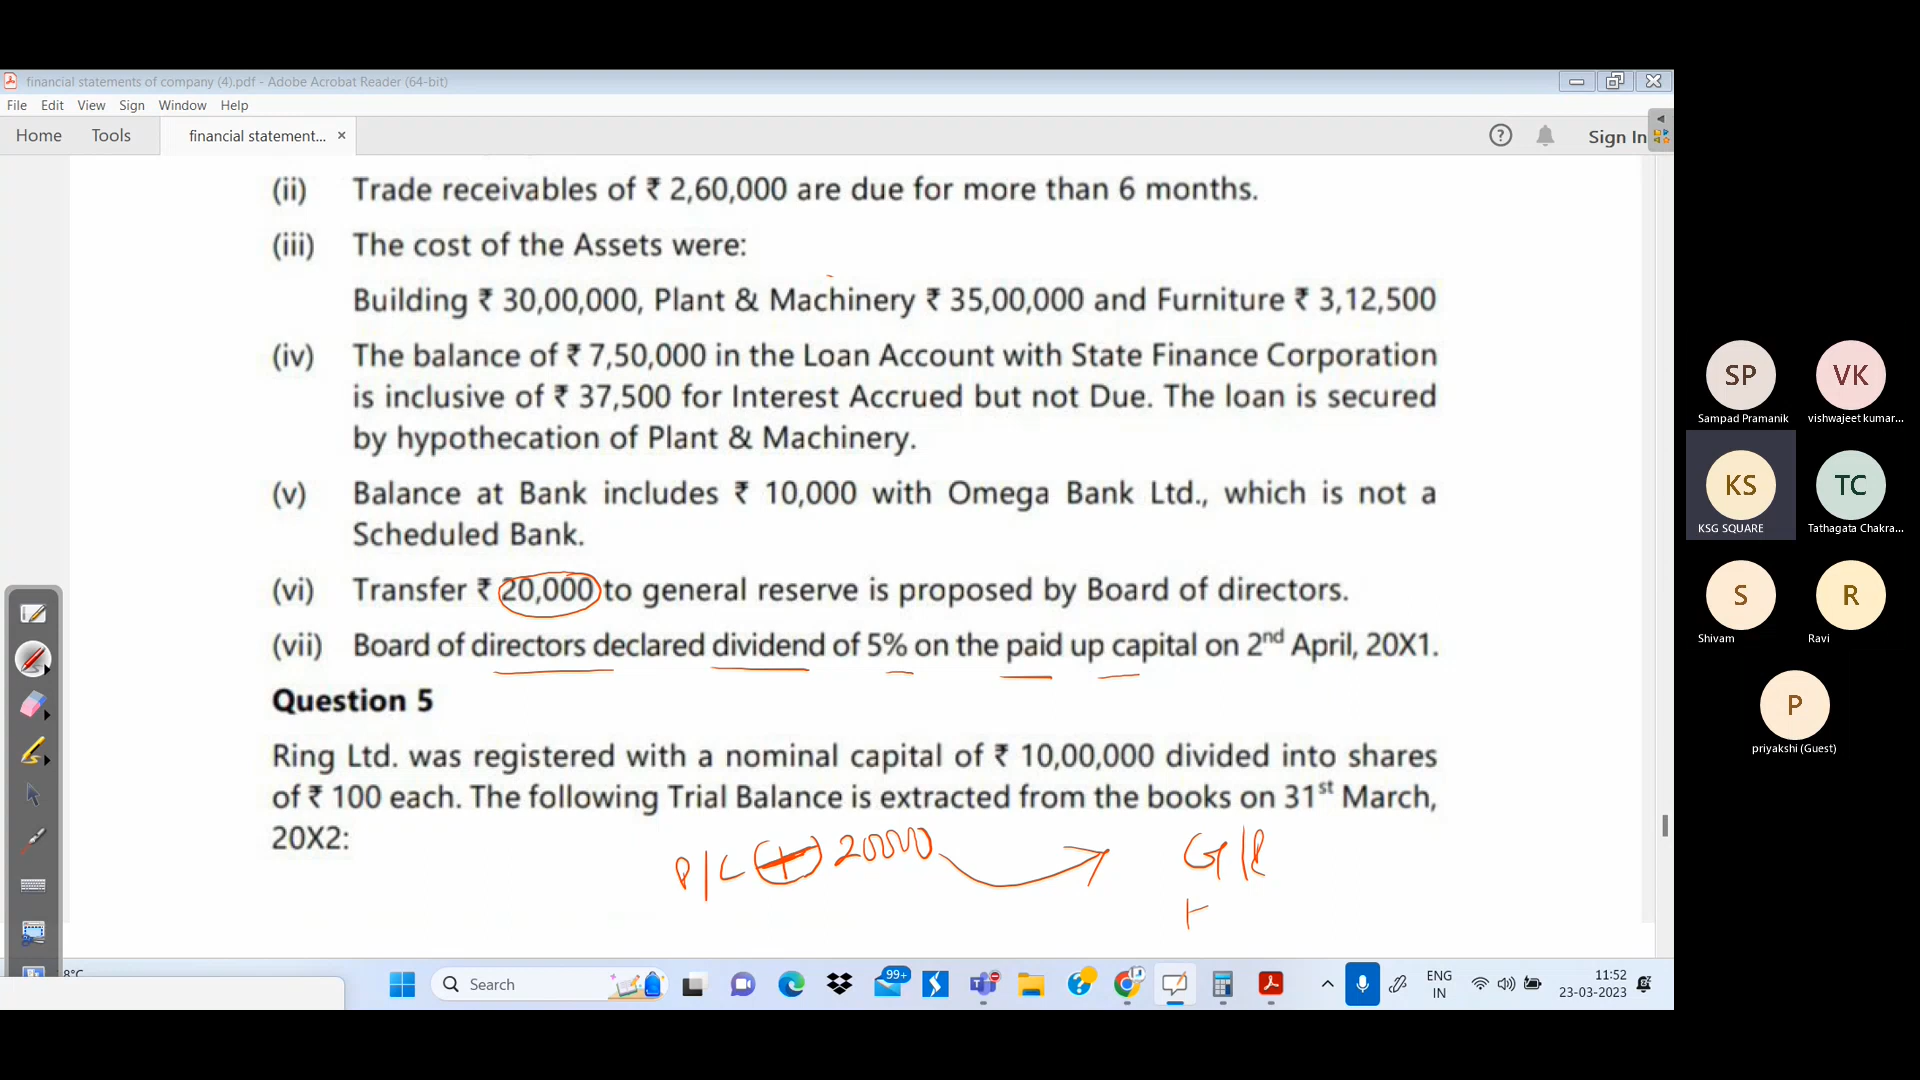 financial statements of company (4).pdf - Adobe Acrobat Reader (64-bit)
File Edit View Sign Window Help
Home Tools financial statement... × Sign In
(ii) Trade receivables of ₹ 2,60,000 are due for more than 6 months.
(iii) The cost of the Assets were:
Building ₹ 30,00,000, Plant & Machinery ₹ 35,00,000 and Furniture ₹ 3,12,500
(iv) The balance of ₹ 7,50,000 in the Loan Account with State Finance Corporation
is inclusive of ₹ 37,500 for Interest Accrued but not Due. The loan is secured
by hypothecation of Plant & Machinery.
(v) Balance at Bank includes ₹ 10,000 with Omega Bank Ltd., which is not a
Scheduled Bank.
(vi) Transfer ₹ 20,000 to general reserve is proposed by Board of directors.
(vii) Board of directors declared dividend of 5% on the paid up capital on 2nd April, 20X1.
Question 5
Ring Ltd. was registered with a nominal capital of ₹ 10,00,000 divided into shares
of ₹ 100 each. The following Trial Balance is extracted from the books on 31st March,
20X2:
P/L + 20000 G/R
8°C
Search
99+
ENG
IN
11:52
23-03-2023
SP VK
Sampad Pramanik vishwajeet kumar...
KS TC
KSG SQUARE Tathagata Chakra...
S R
Shivam Ravi
P
priyakshi (Guest)